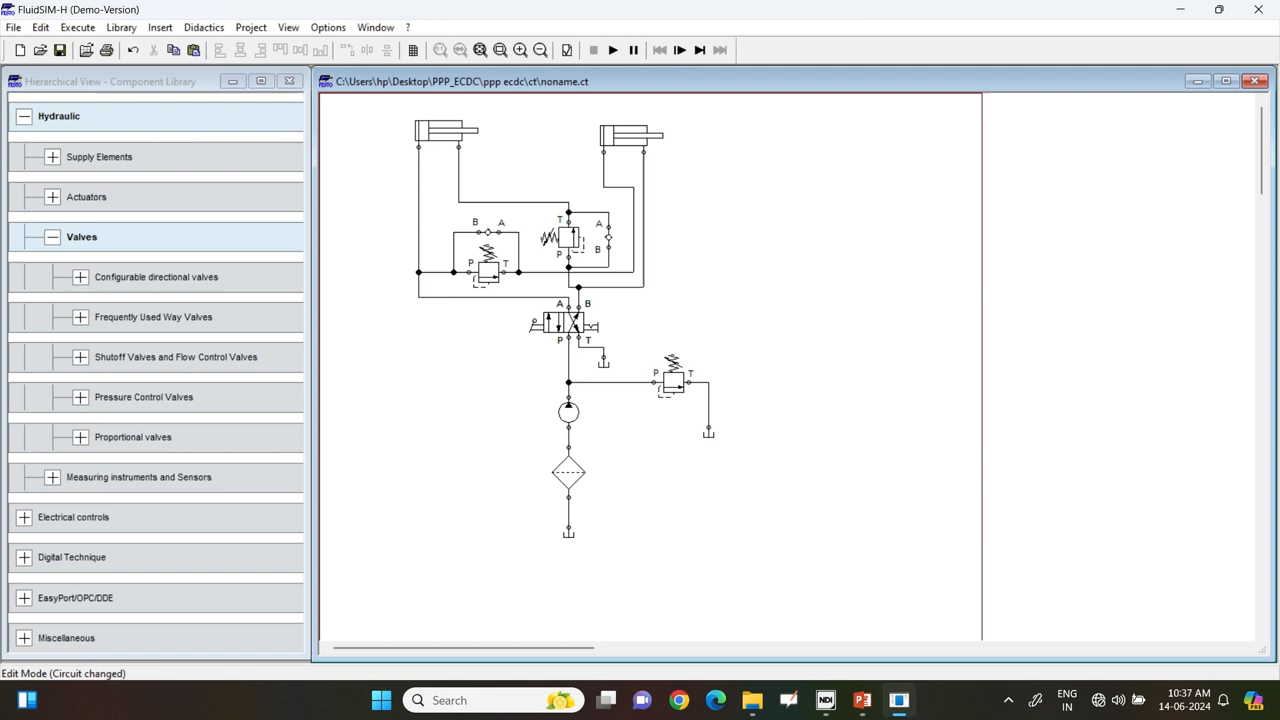 FluidSIM-H (Demo-Version)
File Edit Execute Library Insert Didactics Project View Options Window ?
Hierarchical View - Component Library
C:\Users\hp\Desktop\PPP_ECDC\ppp ecdc\ct\noname.ct
Hydraulic
Supply Elements
Actuators
Valves
Configurable directional valves
Frequently Used Way Valves
Shutoff Valves and Flow Control Valves
Pressure Control Valves
Proportional valves
Measuring instruments and Sensors
Electrical controls
Digital Technique
EasyPort/OPC/DDE
Miscellaneous
B A
T A
P B
P T
A B
P T
P T
Edit Mode (Circuit changed)
Search
ENG
IN
10:37 AM
14-06-2024